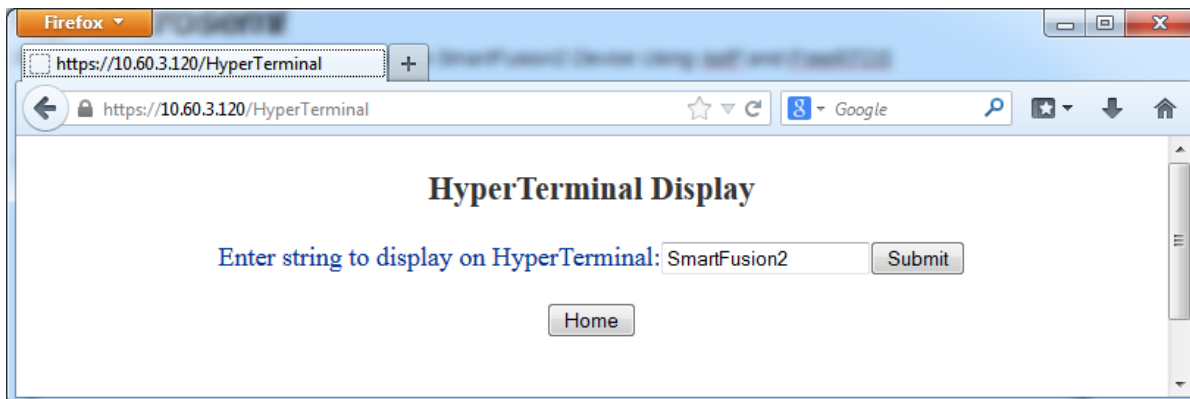 Firefox
https://10.60.3.120/HyperTerminal
https://10.60.3.120/HyperTerminal
Google
HyperTerminal Display
Enter string to display on HyperTerminal: SmartFusion2 Submit
Home